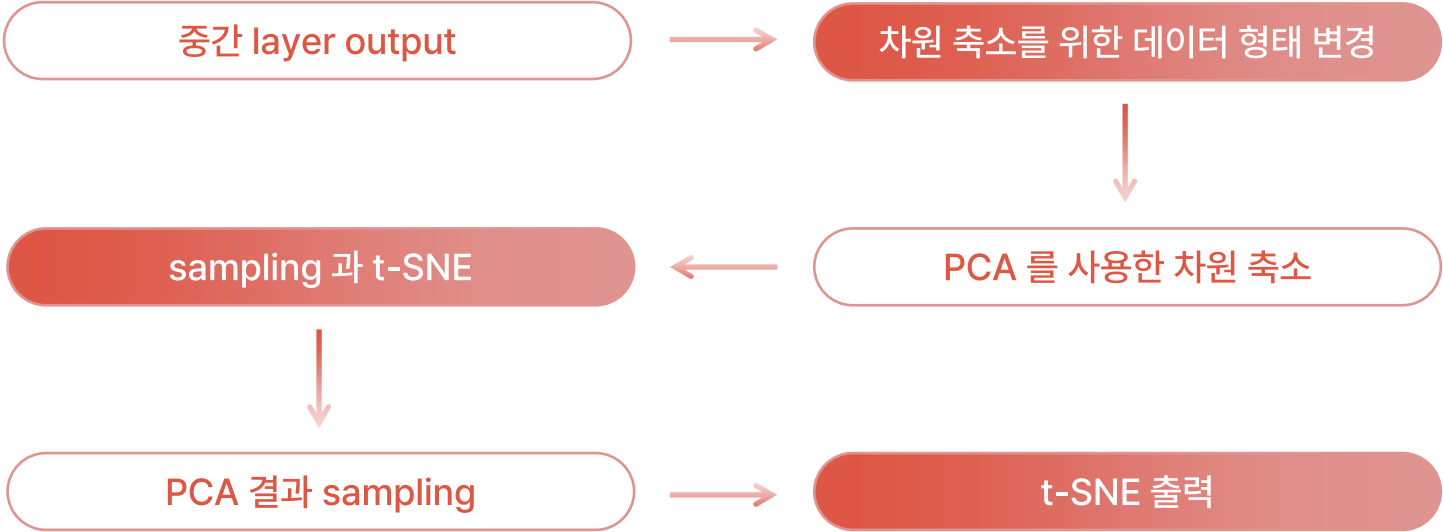 중간 layer output
차원 축소를 위한 데이터 형태 변경
PCA 를 사용한 차원 축소
sampling 과 t-SNE
PCA 결과 sampling
t-SNE 출력